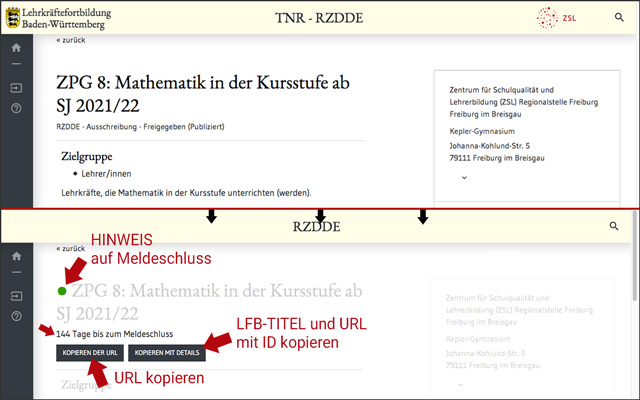 Lehrkräftefortbildung
Baden-Württemberg
TNR - RZDDE
ZSL
« zurück
ZPG 8: Mathematik in der Kursstufe ab
SJ 2021/22
RZDDE - Ausschreibung - Freigegeben (Publiziert)
Zielgruppe
• Lehrer/innen
Lehrkräfte, die Mathematik in der Kursstufe unterrichten (werden).
Zentrum für Schulqualität und
Lehrerbildung (ZSL) Regionalstelle Freiburg
Freiburg im Breisgau
Kepler-Gymnasium
Johanna-Kohlund-Str. 5
79111 Freiburg im Breisgau
RZDDE
« zurück
HINWEIS
auf Meldeschluss
ZPG 8: Mathematik in der Kursstufe ab
SJ 2021/22
144 Tage bis zum Meldeschluss
KOPIEREN DER URL
KOPIEREN MIT DETAILS
LFB-TITEL und URL
mit ID kopieren
URL kopieren
Zielgruppe
Zentrum für Schulqualität und
Lehrerbildung (ZSL) Regionalstelle Freiburg
Freiburg im Breisgau
Kepler-Gymnasium
Johanna-Kohlund-Str. 5
79111 Freiburg im Breisgau